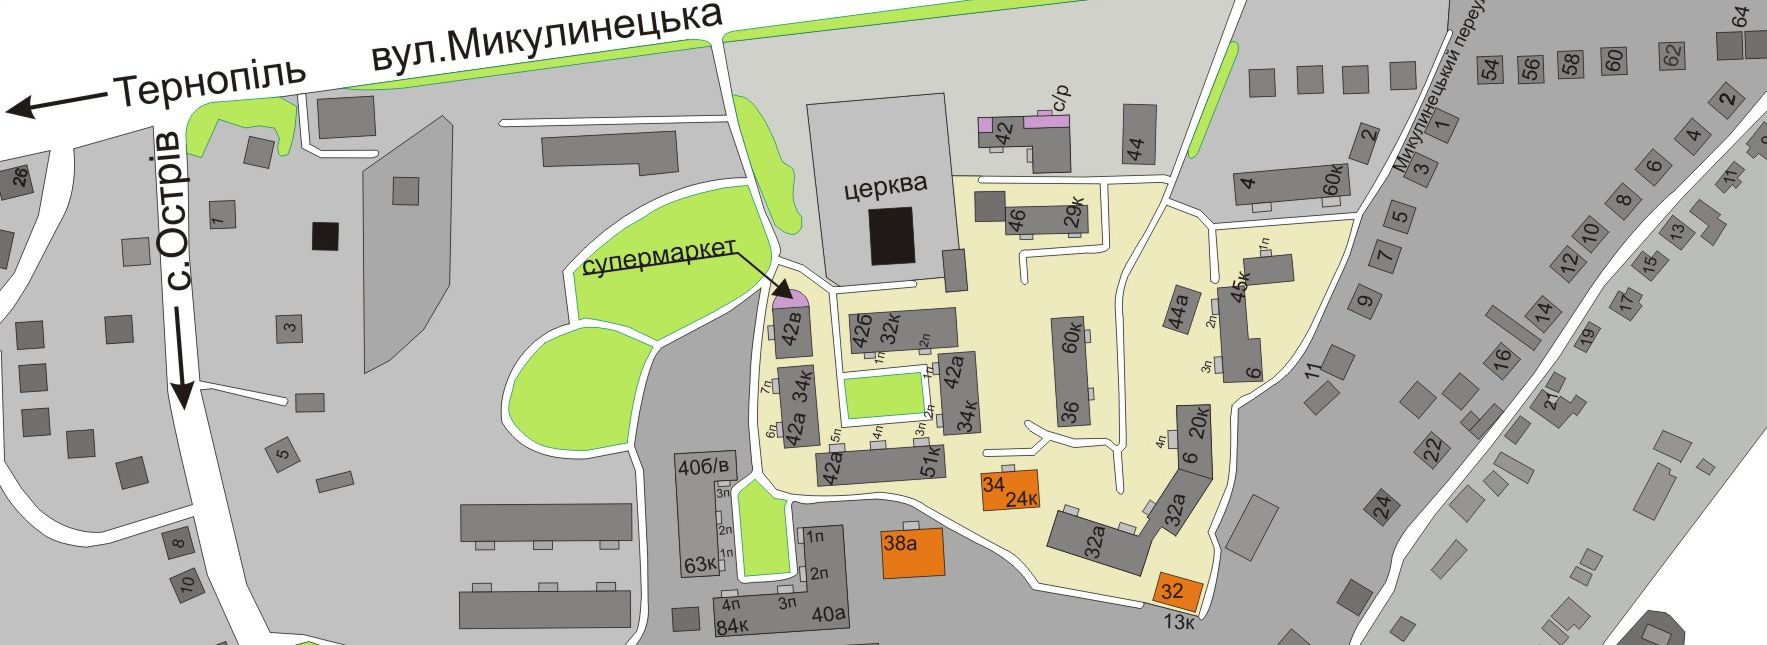 вул.Микулинецька
Тернопіль
с.Острів
26
1
3
5
8
10
супермаркет
церква
42
с/р
44
46
29к
4
60к
2
Микулинецький переул
54
56
58
60
62
64
1
3
5
7
9
11
2
4
6
8
10
12
14
16
22
24
11
13
15
17
19
21
42в
42б
32к
1п
2п
42а
34к
1п
2п
7п
34к
6п
42а
5п
4п
3п
42а
51к
60к
36
44а
45к
1п
2п
3п
6
20к
4п
6
32а
32а
34
24к
38а
32
13к
40б/в
3п
2п
1п
63к
1п
2п
3п
4п
84к
40а